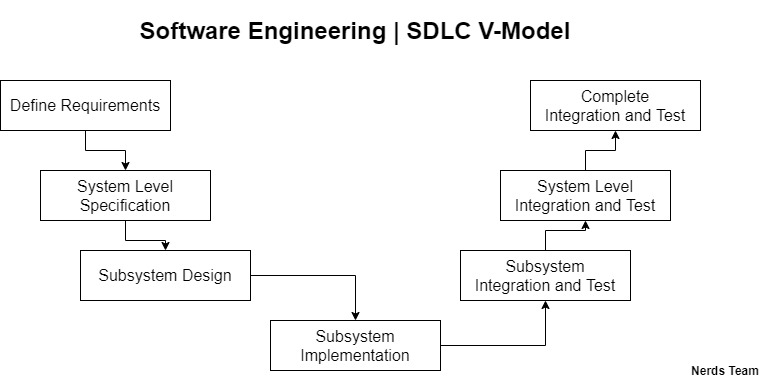 Software Engineering | SDLC V-Model
Define Requirements
System Level
Specification
Subsystem Design
Subsystem
Implementation
Subsystem
Integration and Test
System Level
Integration and Test
Complete
Integration and Test
Nerds Team